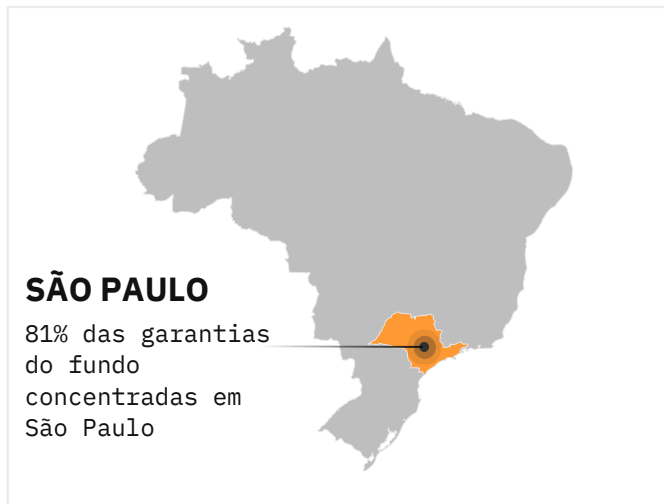 SÃO PAULO
81% das garantias
do fundo
concentradas em
São Paulo